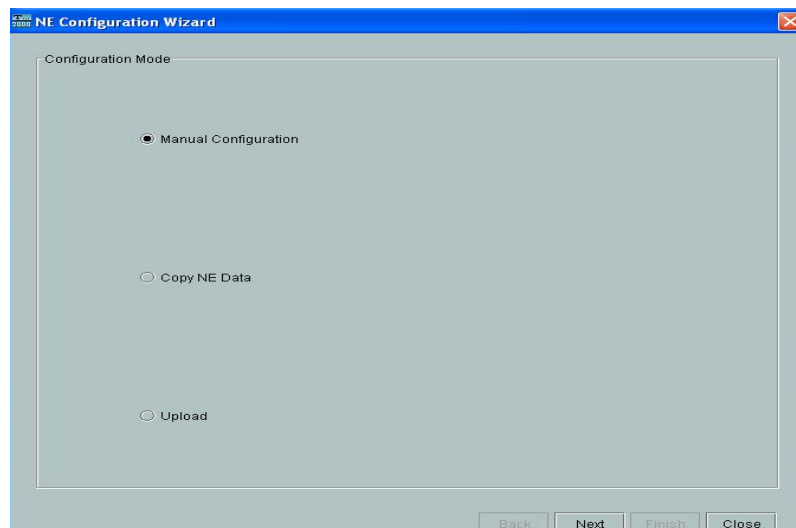 NE Configuration Wizard
Configuration Mode
Manual Configuration
Copy NE Data
Upload
Back Next Finish Close